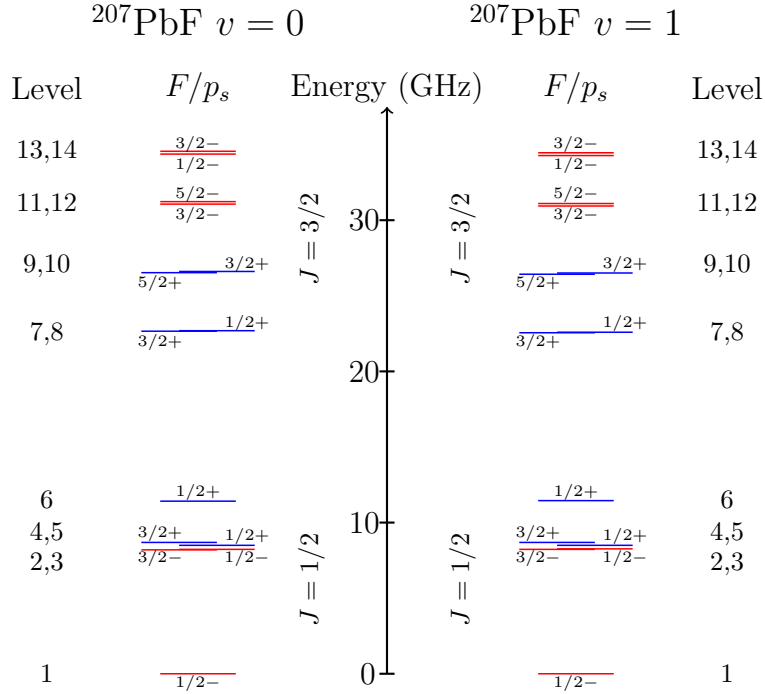 ²⁰⁷PbF v = 0 ²⁰⁷PbF v = 1
Level F/pₛ Energy (GHz) F/pₛ Level
13,14 3/2− 3/2− 13,14
1/2− 1/2−
11,12 5/2− 5/2− 11,12
3/2− 30 3/2−
J = 3/2 J = 3/2
9,10 3/2+ 3/2+ 9,10
5/2+ 5/2+
7,8 1/2+ 1/2+ 7,8
3/2+ 3/2+
20
6 1/2+ 1/2+ 6
4,5 3/2+ 1/2+ 10 3/2+ 1/2+ 4,5
2,3 3/2− 1/2− 3/2− 1/2− 2,3
J = 1/2 J = 1/2
1 0 1
1/2− 1/2−